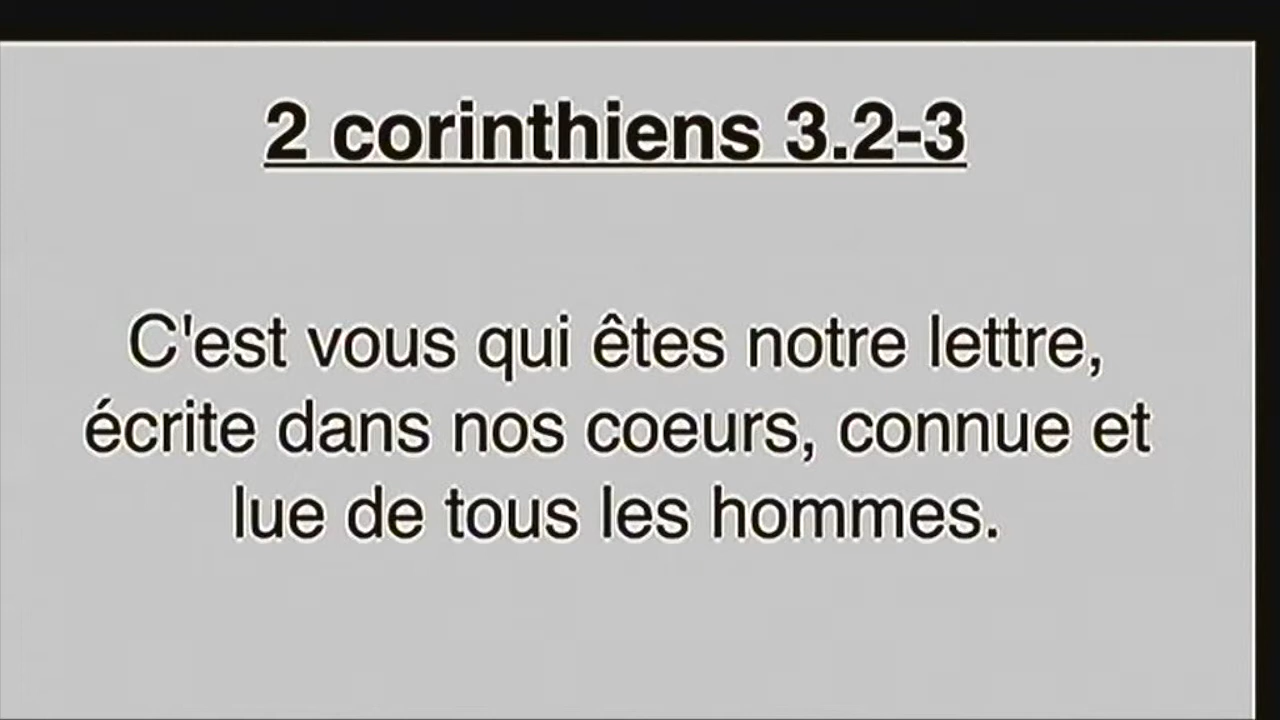 2 corinthiens 3.2-3
C'est vous qui êtes notre lettre,
écrite dans nos coeurs, connue et
lue de tous les hommes.